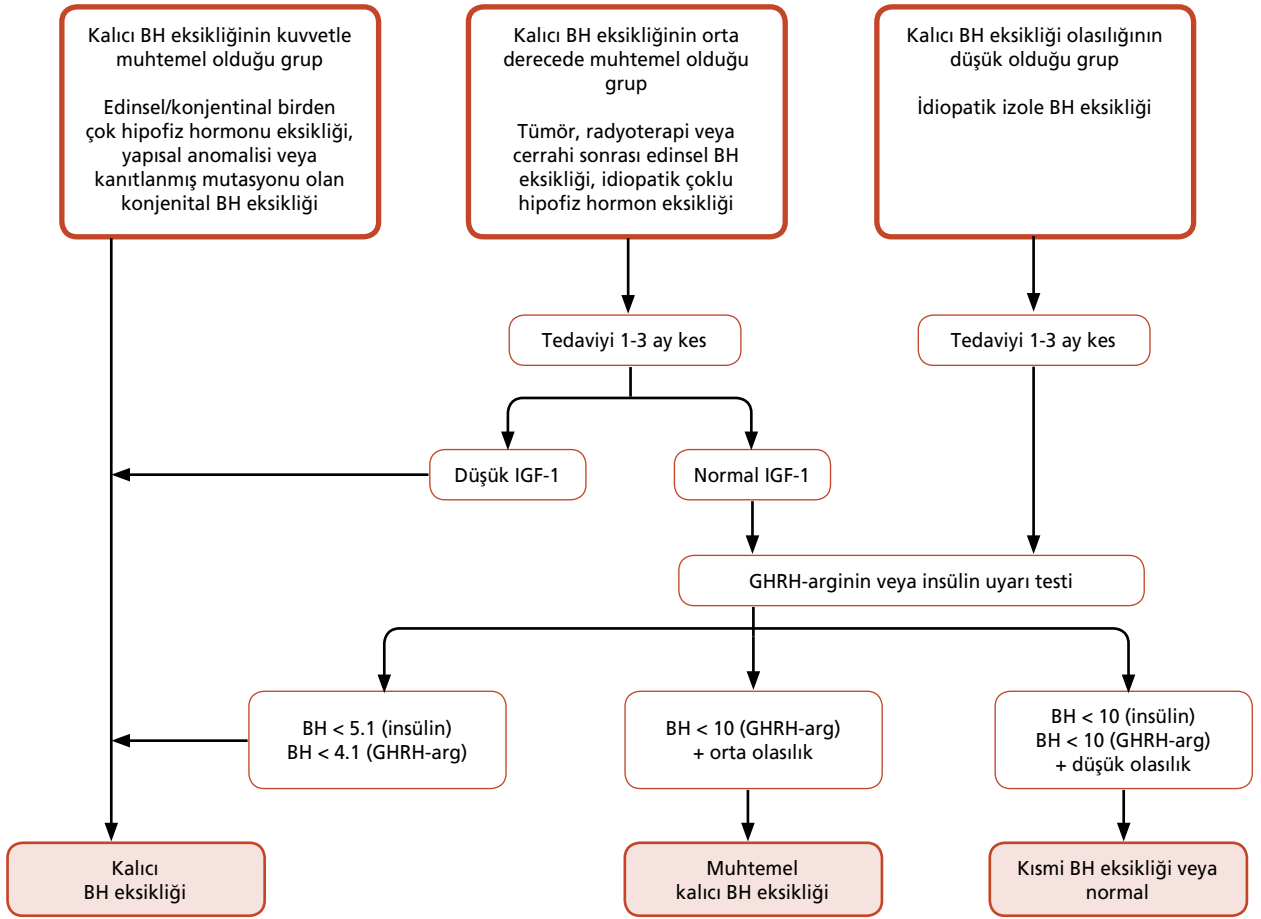 Kalıcı BH eksikliğinin kuvvetle
muhtemel olduğu grup
Edinsel/konjentinal birden
çok hipofiz hormonu eksikliği,
yapısal anomalisi veya
kanıtlanmış mutasyonu olan
konjenital BH eksikliği
Kalıcı BH eksikliğinin orta
derecede muhtemel olduğu
grup
Tümör, radyoterapi veya
cerrahi sonrası edinsel BH
eksikliği, idiopatik çoklu
hipofiz hormon eksikliği
Kalıcı BH eksikliği olasılığının
düşük olduğu grup
İdiopatik izole BH eksikliği
Tedaviyi 1-3 ay kes
Tedaviyi 1-3 ay kes
Düşük IGF-1
Normal IGF-1
GHRH-arginin veya insülin uyarı testi
BH < 5.1 (insülin)
BH < 4.1 (GHRH-arg)
BH < 10 (GHRH-arg)
+ orta olasılık
BH < 10 (insülin)
BH < 10 (GHRH-arg)
+ düşük olasılık
Kalıcı
BH eksikliği
Muhtemel
kalıcı BH eksikliği
Kısmi BH eksikliği veya
normal